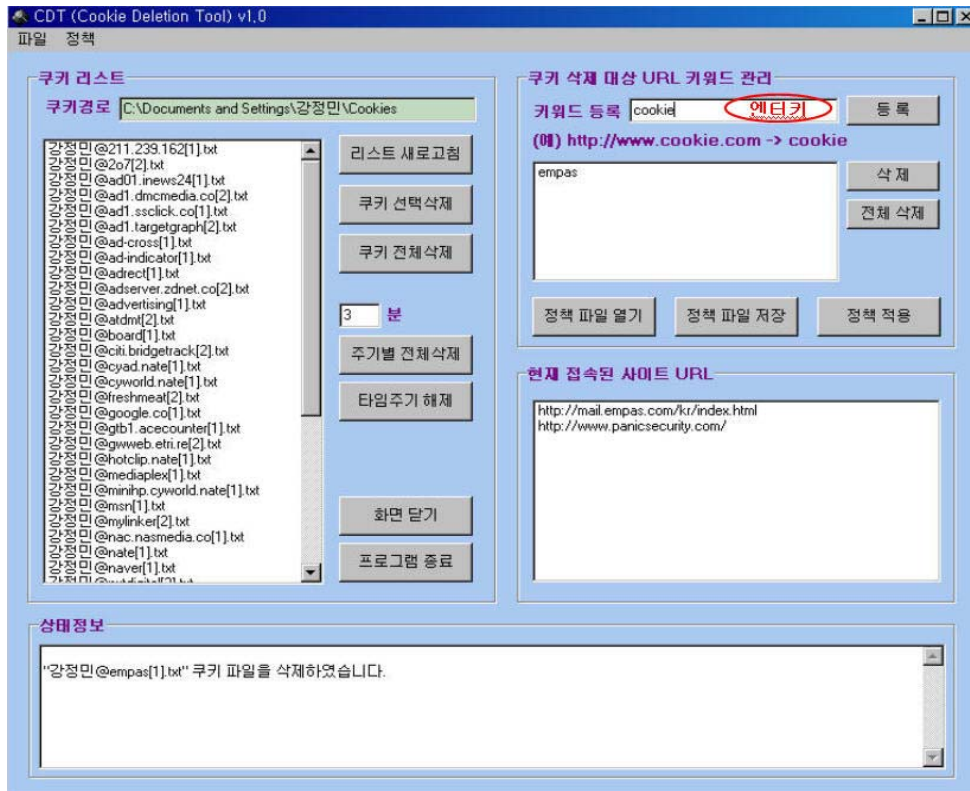 CDT (Cookie Deletion Tool) v1.0
파일 정책
쿠키 리스트
쿠키경로 C:\Documents and Settings\강정민\Cookies
강정민@211.239.162[1].txt
강정민@2o7[2].txt
강정민@ad01.inews24[1].txt
강정민@ad1.dmcmedia.co[2].txt
강정민@ad1.ssclick.co[1].txt
강정민@ad1.targetgraph[2].txt
강정민@ad-cross[1].txt
강정민@ad-indicator[1].txt
강정민@adrect[1].txt
강정민@adserver.zdnet.co[2].txt
강정민@advertising[1].txt
강정민@atdmt[2].txt
강정민@board[1].txt
강정민@citi.bridgetrack[2].txt
강정민@cyad.nate[1].txt
강정민@cyworld.nate[1].txt
강정민@freshmeat[2].txt
강정민@google.co[1].txt
강정민@gtb1.acecounter[1].txt
강정민@gwweb.etri.re[2].txt
강정민@hotclip.nate[1].txt
강정민@mediaplex[1].txt
강정민@minihp.cyworld.nate[1].txt
강정민@msn[1].txt
강정민@mylinker[2].txt
강정민@nac.nasmedia.co[1].txt
강정민@nate[1].txt
강정민@naver[1].txt
리스트 새로고침
쿠키 선택삭제
쿠키 전체삭제
3 분
주기별 전체삭제
타임주기 해제
화면 닫기
프로그램 종료
쿠키 삭제 대상 URL 키워드 관리
키워드 등록 cookie 엔터키 등록
(예) http://www.cookie.com -> cookie
empas
삭제
전체 삭제
정책 파일 열기 정책 파일 저장 정책 적용
현재 접속된 사이트 URL
http://mail.empas.com/kr/index.html
http://www.panicsecurity.com/
상태정보
"강정민@empas[1].txt" 쿠키 파일을 삭제하였습니다.